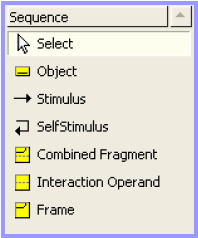 Sequence
Select
Object
Stimulus
SelfStimulus
Combined Fragment
Interaction Operand
Frame